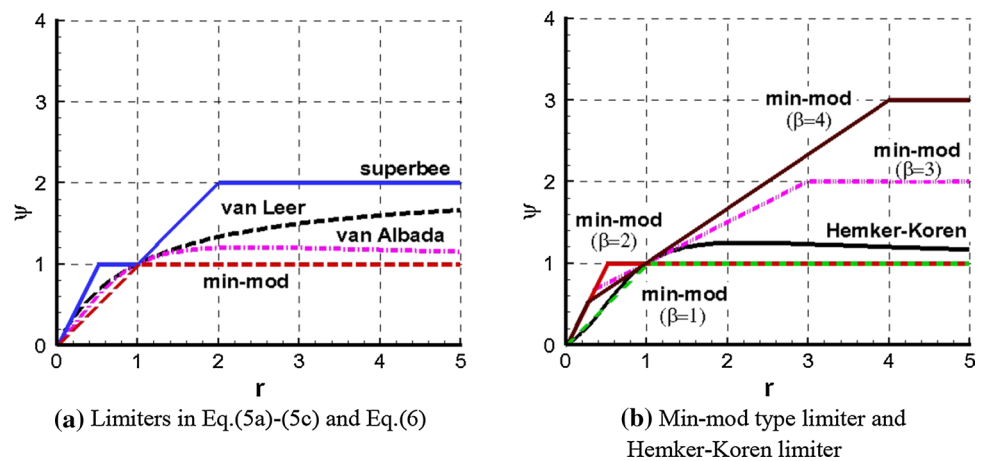 4
3
2
1
0
ψ
superbee
van Leer
van Albada
min-mod
0 1 2 3 4 5
r
(a) Limiters in Eq.(5a)-(5c) and Eq.(6)
4
3
2
1
0
ψ
min-mod
(β=4)
min-mod
(β=3)
min-mod
(β=2)
Hemker-Koren
min-mod
(β=1)
0 1 2 3 4 5
r
(b) Min-mod type limiter and
Hemker-Koren limiter